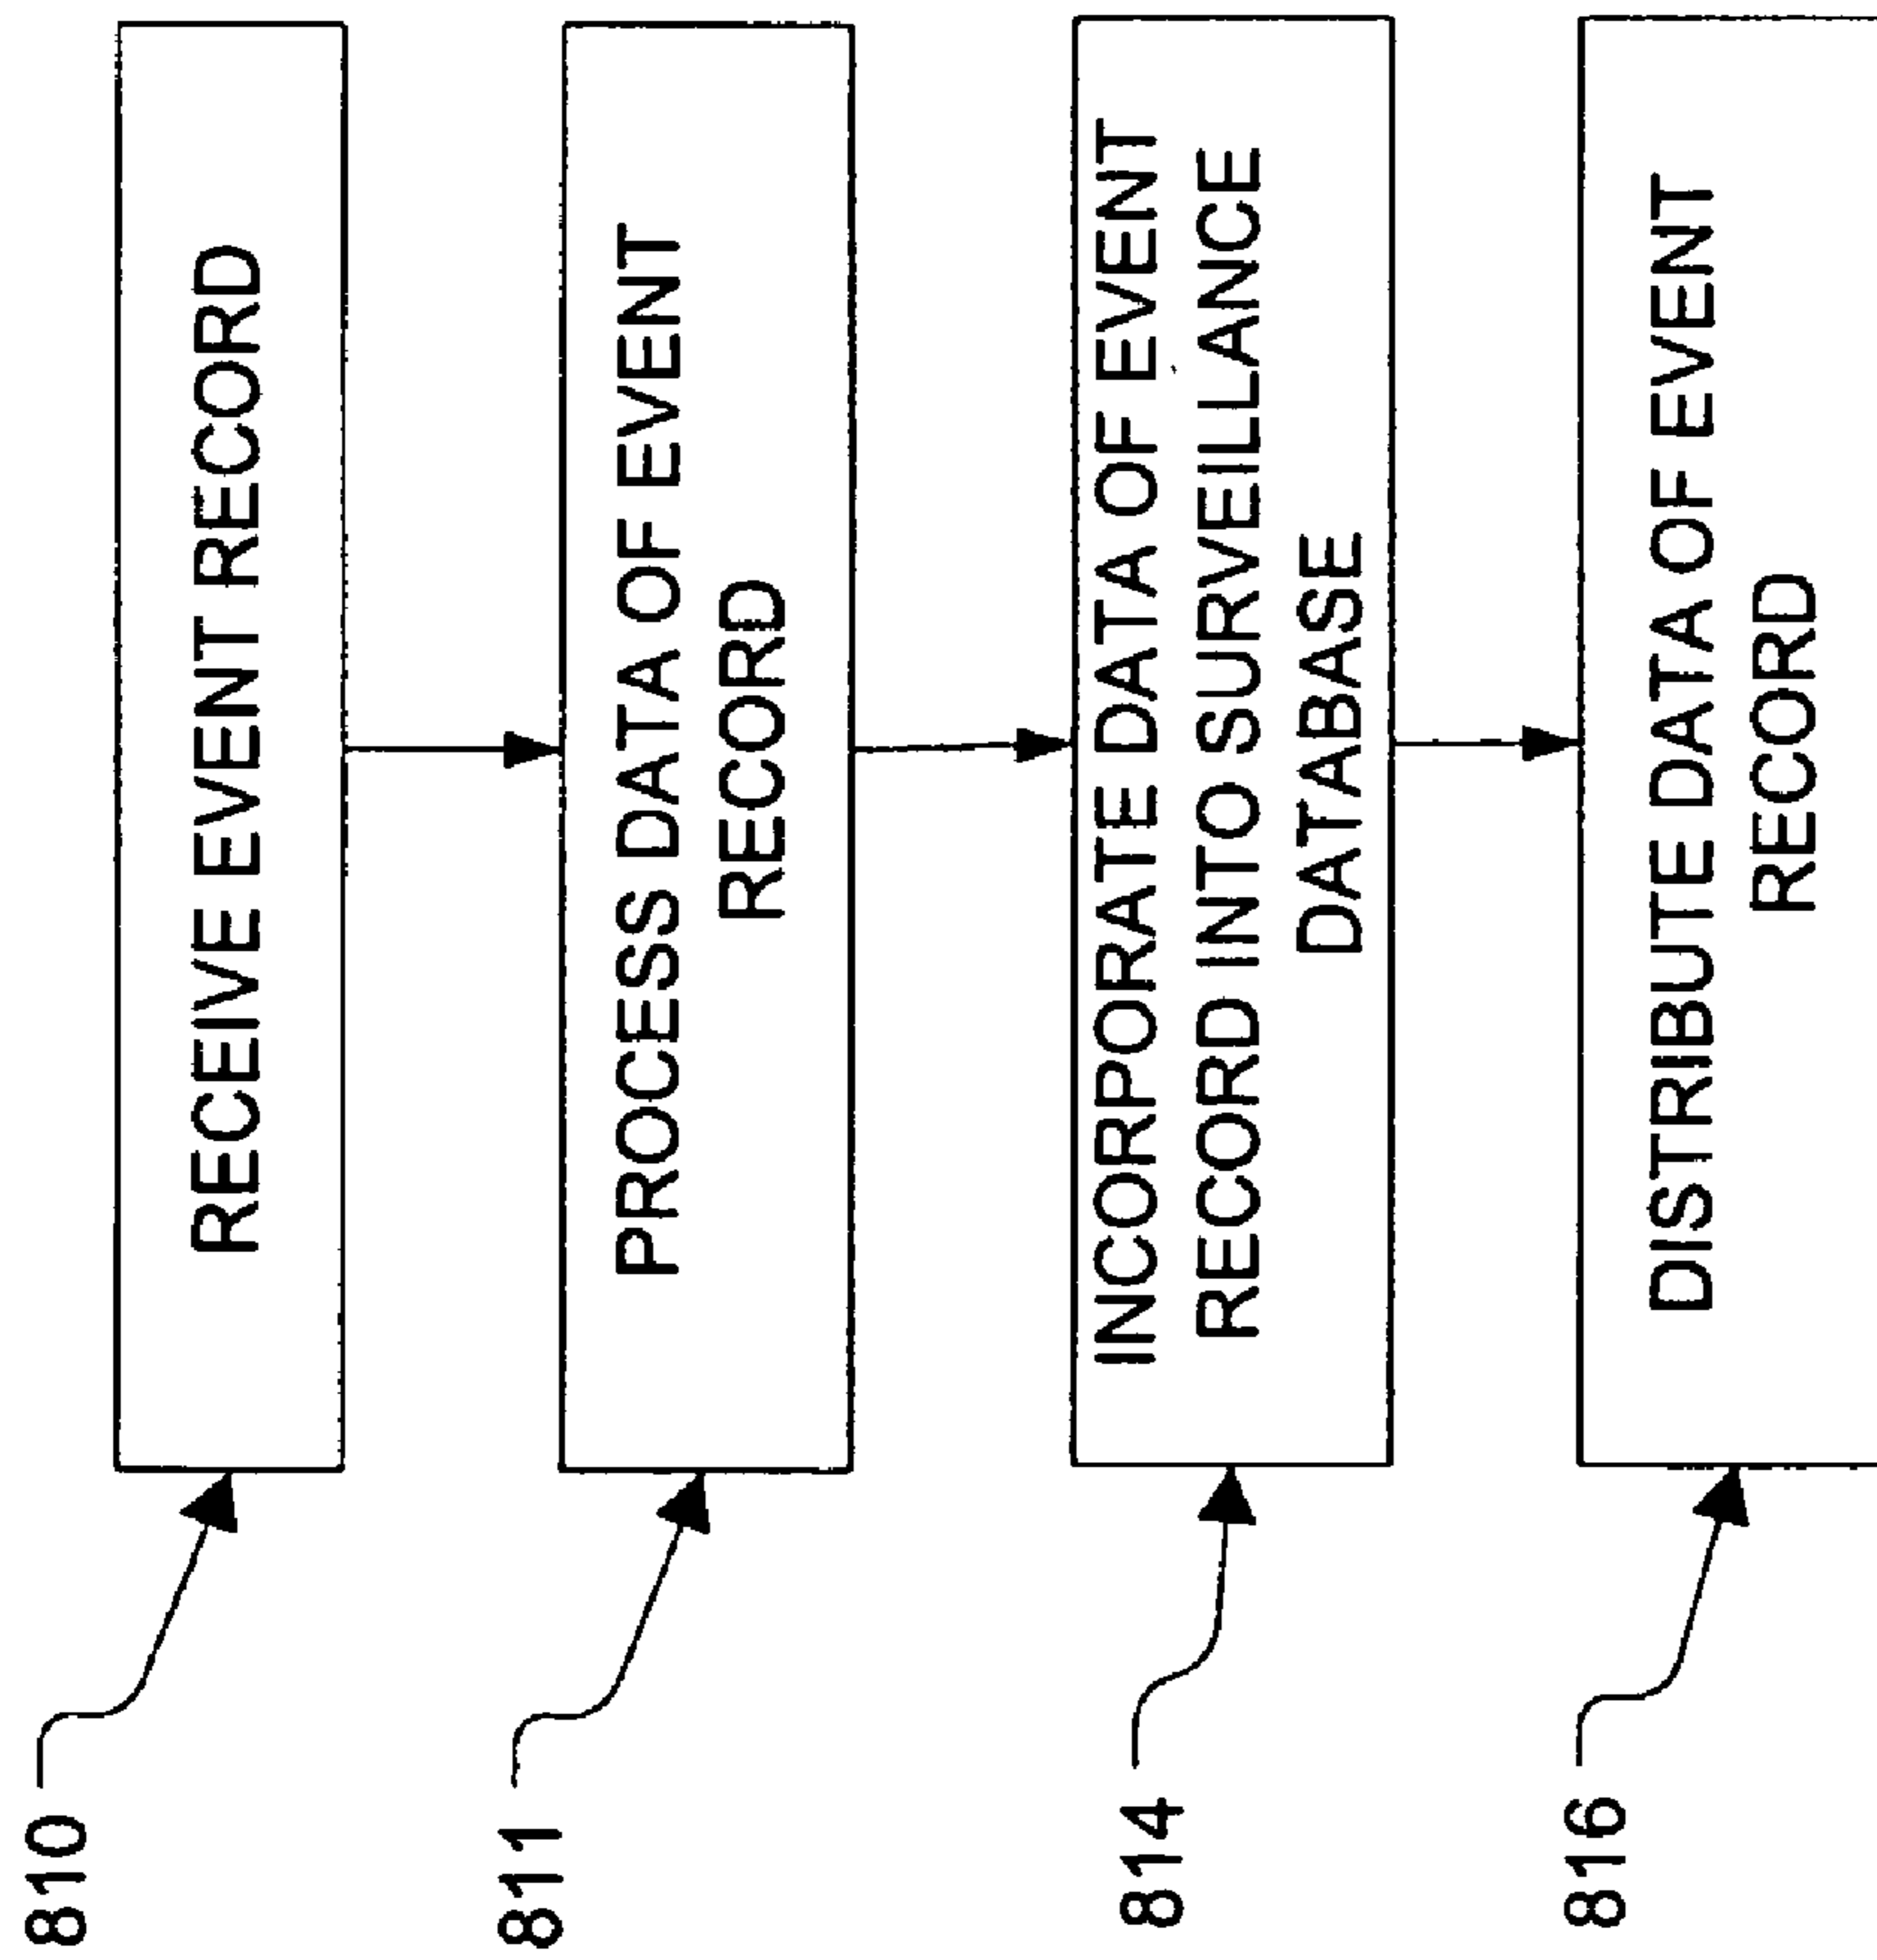 810
RECEIVE EVENT RECORD
811
PROCESS DATA OF EVENT
RECORD
814
INCORPORATE DATA OF EVENT
RECORD INTO SURVEILLANCE
DATABASE
816
DISTRIBUTE DATA OF EVENT
RECORD